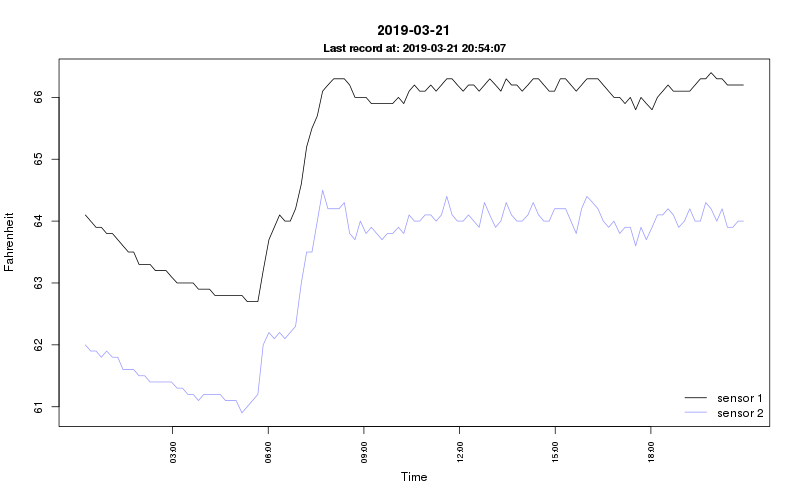 2019-03-21
Last record at: 2019-03-21 20:54:07
Fahrenheit
66
65
64
63
62
61
sensor 1
sensor 2
03:00
06:00
09:00
12:00
15:00
18:00
Time